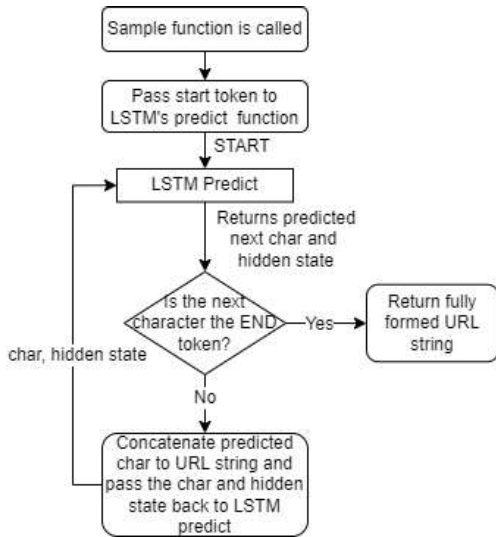 Sample function is called
Pass start token to
LSTM's predict function
START
LSTM Predict
Returns predicted
next char and
hidden state
Is the next
character the END
token?
Yes
Return fully
formed URL
string
char, hidden state
No
Concatenate predicted
char to URL string and
pass the char and hidden
state back to LSTM
predict